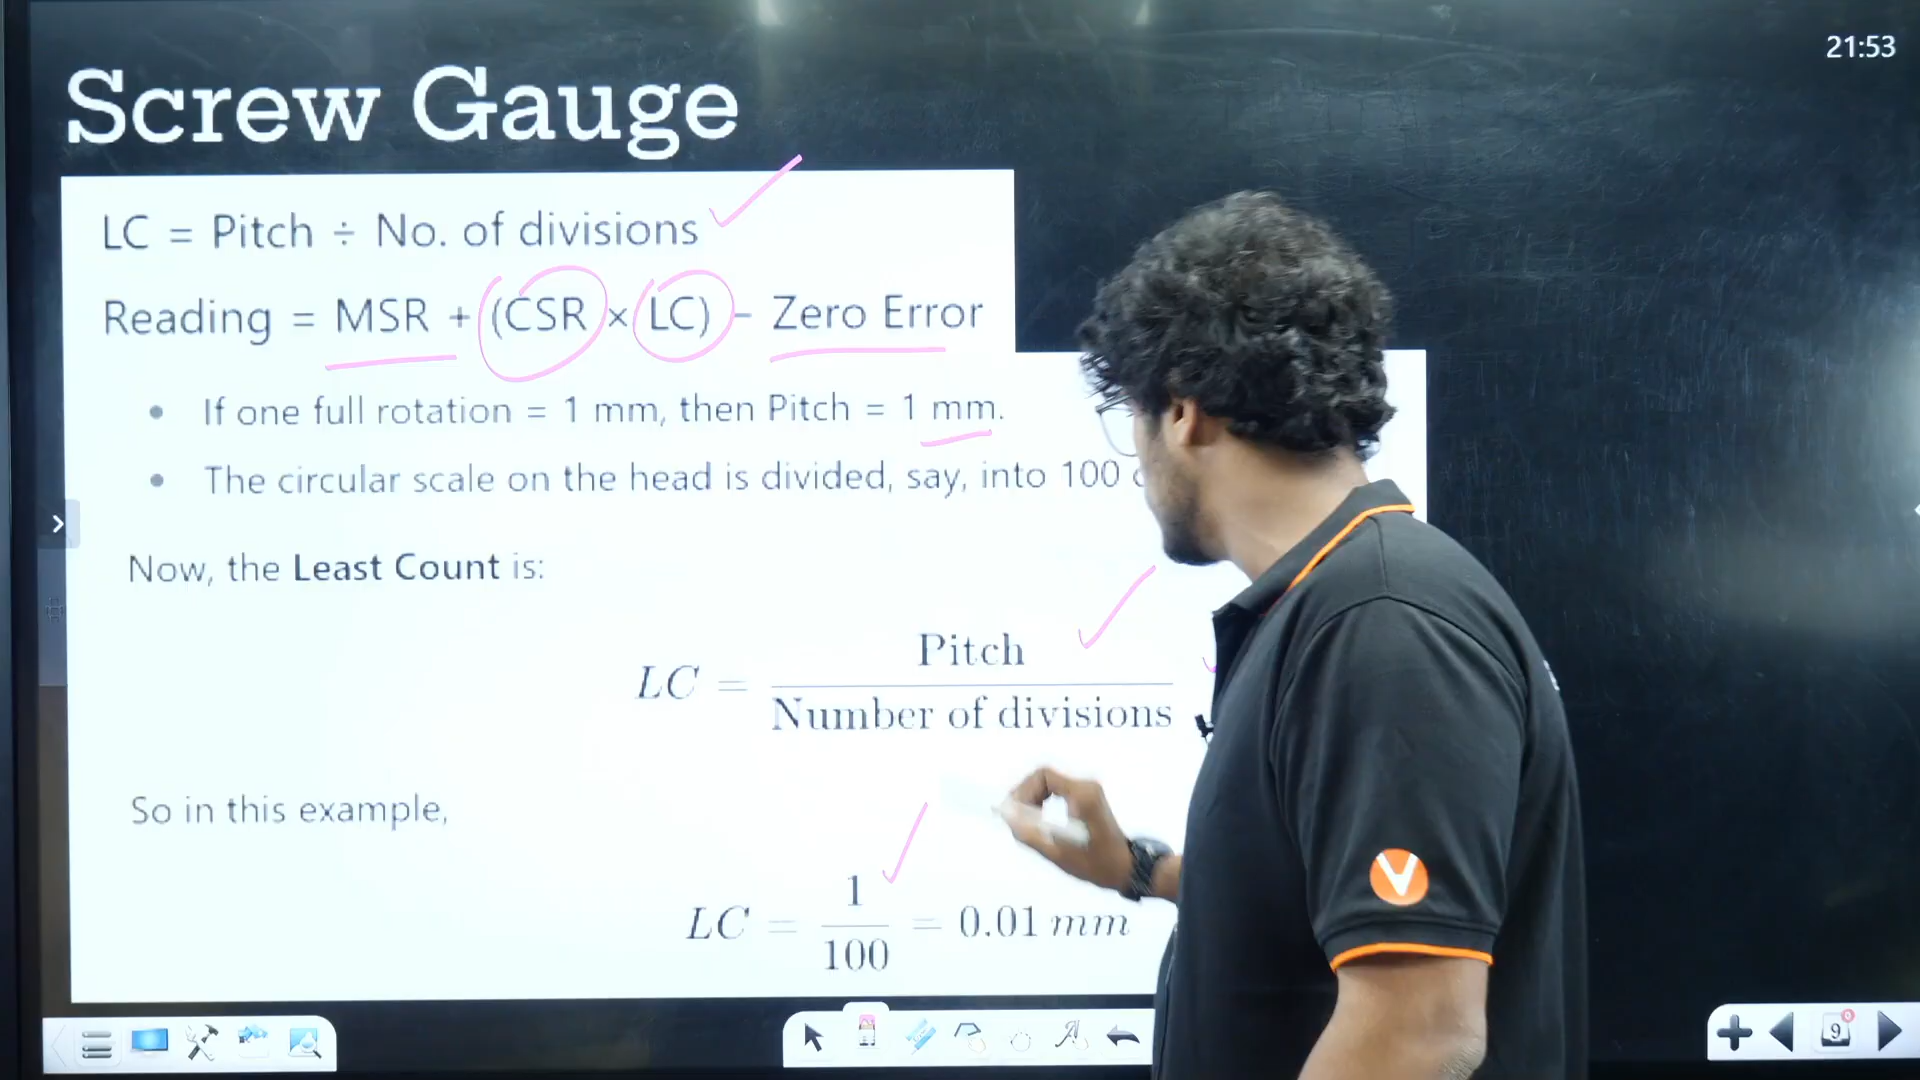 21:53
Screw Gauge
LC = Pitch ÷ No. of divisions
Reading = MSR + (CSR × LC) − Zero Error
• If one full rotation = 1 mm, then Pitch = 1 mm.
• The circular scale on the head is divided, say, into 100
Now, the Least Count is:
LC = Pitch / Number of divisions
So in this example,
LC = 1/100 = 0.01 mm
V
9